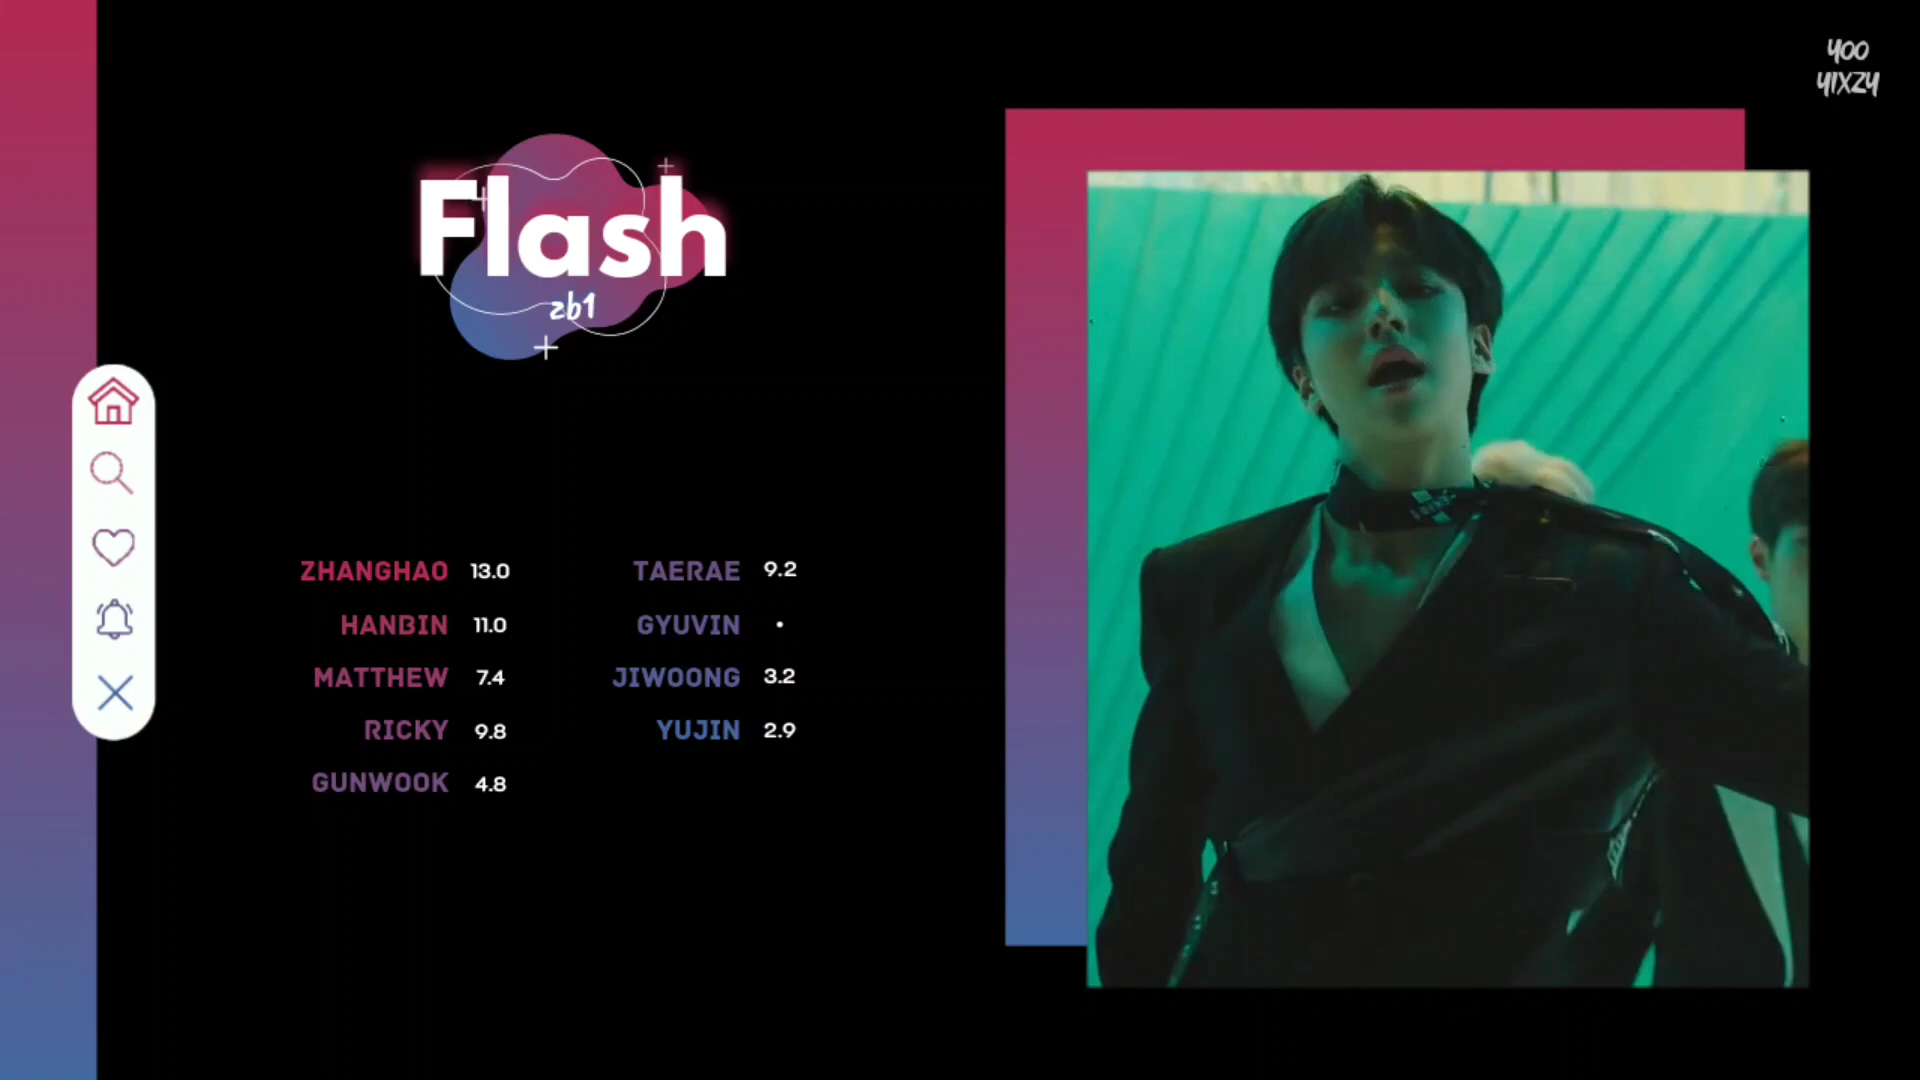 YOO
YIXZY
Flash
zb1
ZHANGHAO 13.0
HANBIN 11.0
MATTHEW 7.4
RICKY 9.8
GUNWOOK 4.8
TAERAE 9.2
GYUVIN •
JIWOONG 3.2
YUJIN 2.9